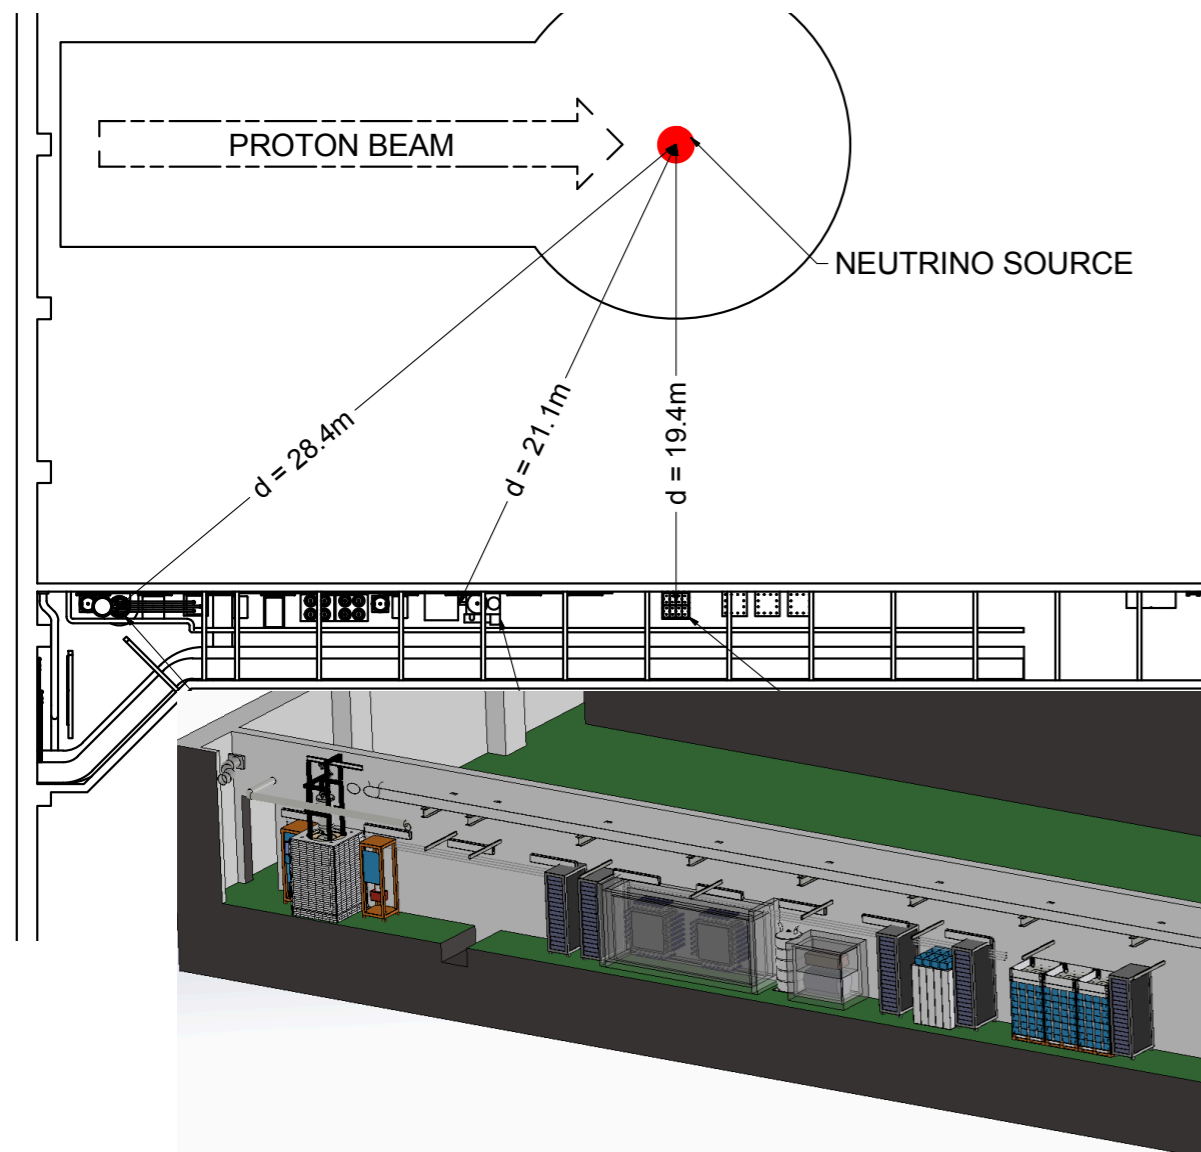 PROTON BEAM
NEUTRINO SOURCE
d = 28.4m
d = 21.1m
d = 19.4m